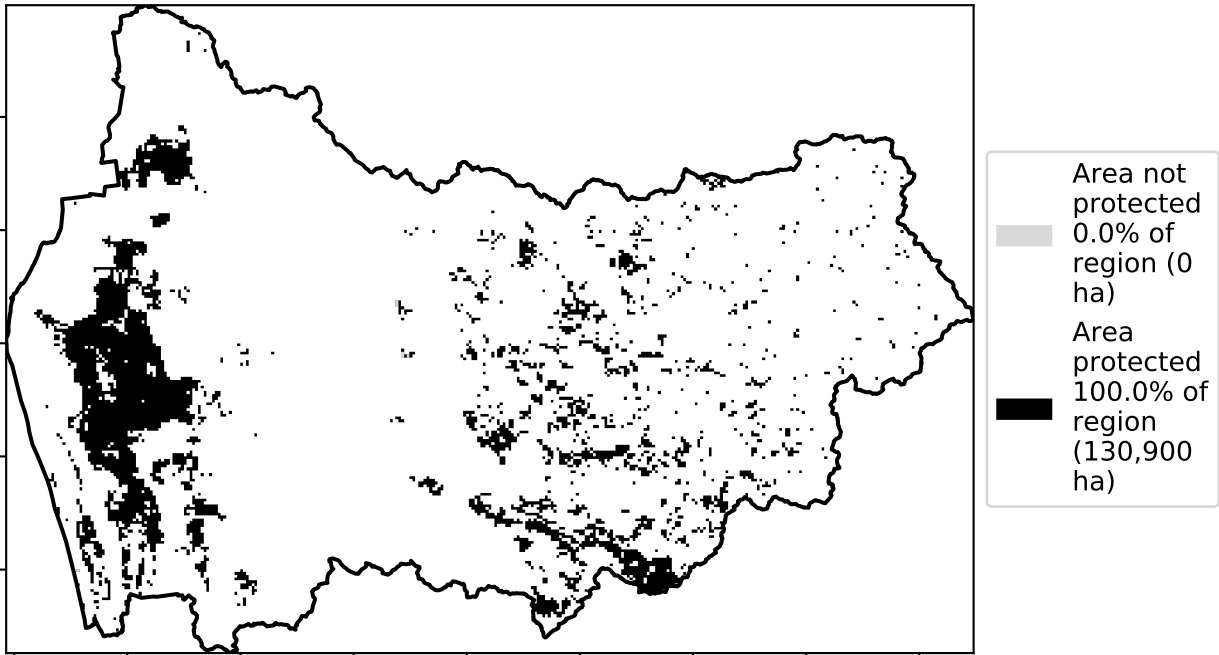 Area not
protected
0.0% of
region (0
ha)
Area
protected
100.0% of
region
(130,900
ha)